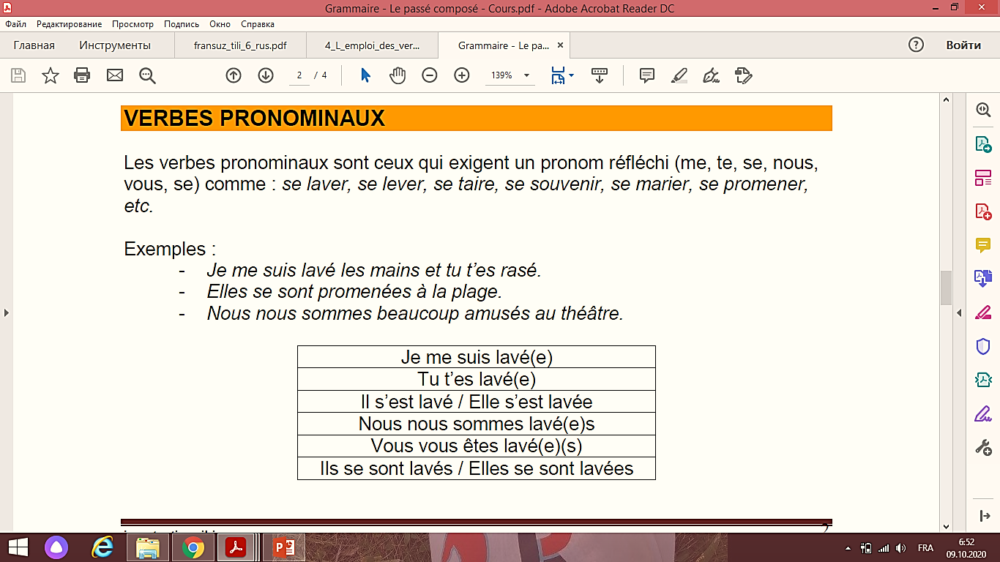 Grammaire - Le passé composé - Cours.pdf - Adobe Acrobat Reader DC
Файл Редактирование Просмотр Подпись Окно Справка
Главная Инструменты fransuz_tili_6_rus.pdf 4_L_emploi_des_ver... Grammaire - Le pa... × Войти
2 / 4 139%
VERBES PRONOMINAUX
Les verbes pronominaux sont ceux qui exigent un pronom réfléchi (me, te, se, nous,
vous, se) comme : se laver, se lever, se taire, se souvenir, se marier, se promener,
etc.
Exemples :
- Je me suis lavé les mains et tu t’es rasé.
- Elles se sont promenées à la plage.
- Nous nous sommes beaucoup amusés au théâtre.
Je me suis lavé(e)
Tu t’es lavé(e)
Il s’est lavé / Elle s’est lavée
Nous nous sommes lavé(e)s
Vous vous êtes lavé(e)(s)
Ils se sont lavés / Elles se sont lavées
2
FRA
6:52
09.10.2020